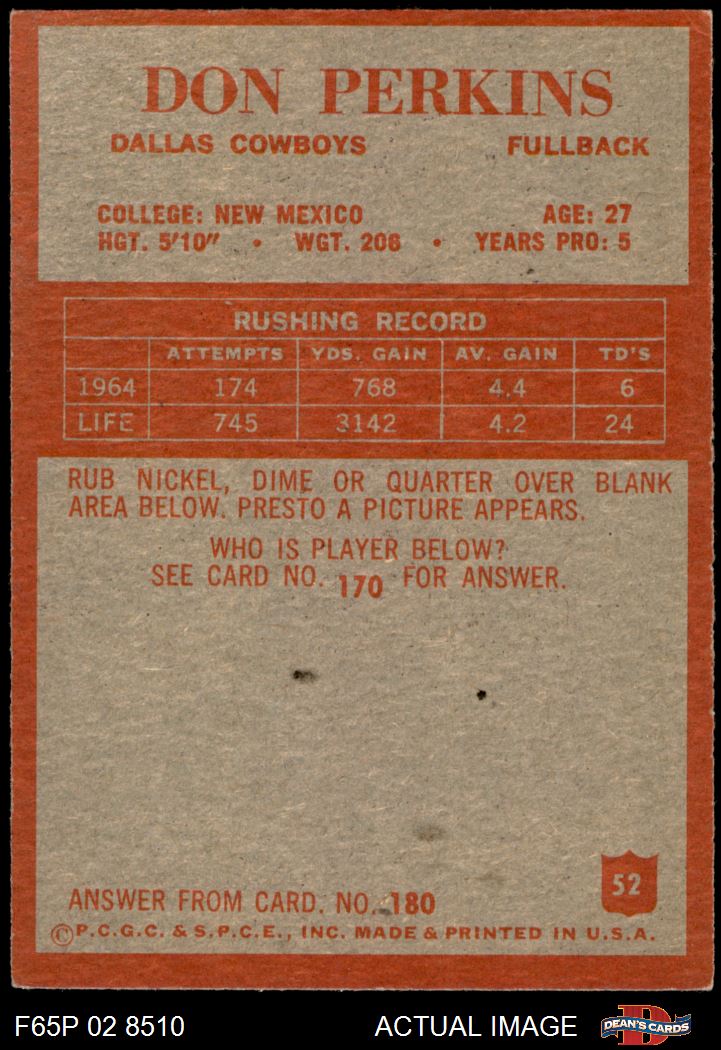 DON PERKINS
DALLAS COWBOYS FULLBACK
COLLEGE: NEW MEXICO AGE: 27
HGT. 5'10" • WGT. 206 • YEARS PRO: 5
RUSHING RECORD
ATTEMPTS YDS. GAIN AV. GAIN TD'S
1964 174 768 4.4 6
LIFE 745 3142 4.2 24
RUB NICKEL, DIME OR QUARTER OVER BLANK
AREA BELOW. PRESTO A PICTURE APPEARS.
WHO IS PLAYER BELOW?
SEE CARD NO. 170 FOR ANSWER.
52
ANSWER FROM CARD. NO. 180
©P.C.G.C. & S.P.C.E., INC. MADE & PRINTED IN U.S.A.
F65P 02 8510 ACTUAL IMAGE D DEAN'S CARDS